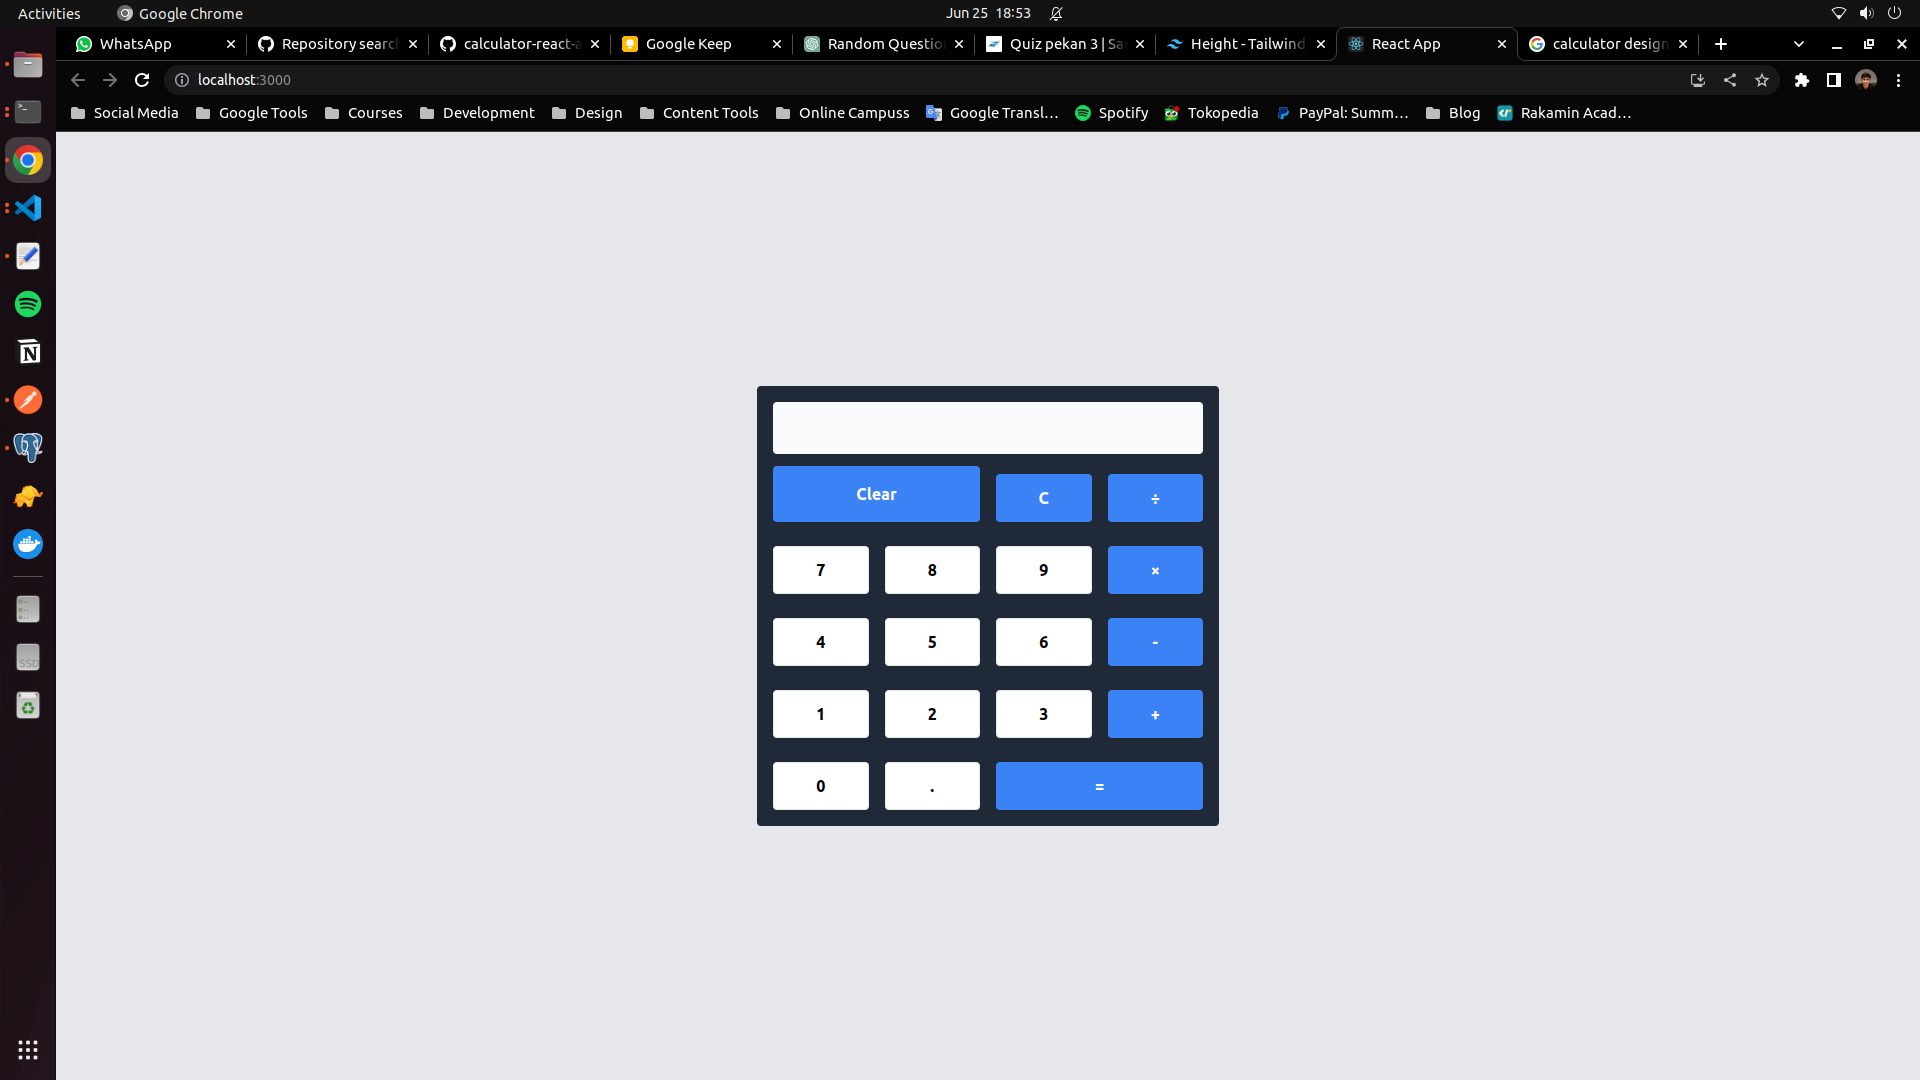 Activities Google Chrome Jun 25 18:53
WhatsApp Repository searc calculator-react-a Google Keep Random Questio Quiz pekan 3 | Sa Height - Tailwind React App calculator design
localhost:3000
Social Media Google Tools Courses Development Design Content Tools Online Campuss Google Transl... Spotify Tokopedia PayPal: Summ... Blog Rakamin Acad...
Clear C ÷
7 8 9 ×
4 5 6 -
1 2 3 +
0 . =
SSD